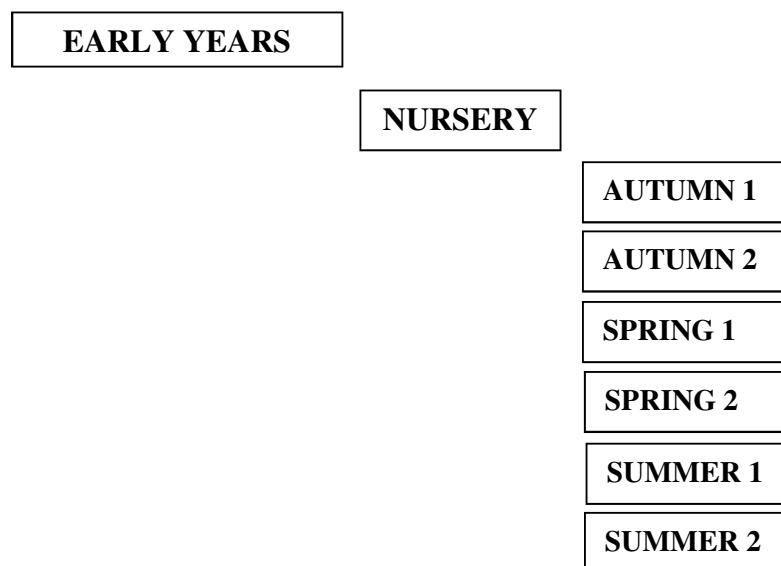 EARLY YEARS
NURSERY
AUTUMN 1
AUTUMN 2
SPRING 1
SPRING 2
SUMMER 1
SUMMER 2